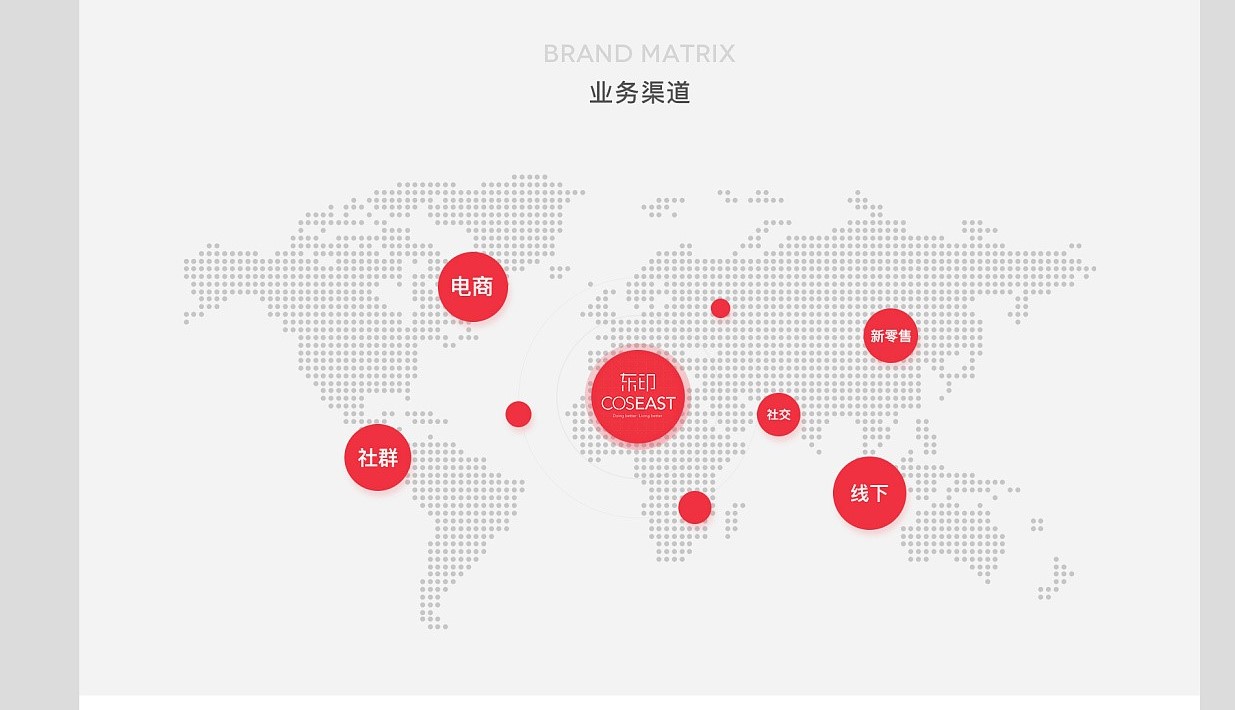 BRAND MATRIX
业务渠道
电商
新零售
东印
COSEAST
Doing better · Living better
社交
社群
线下